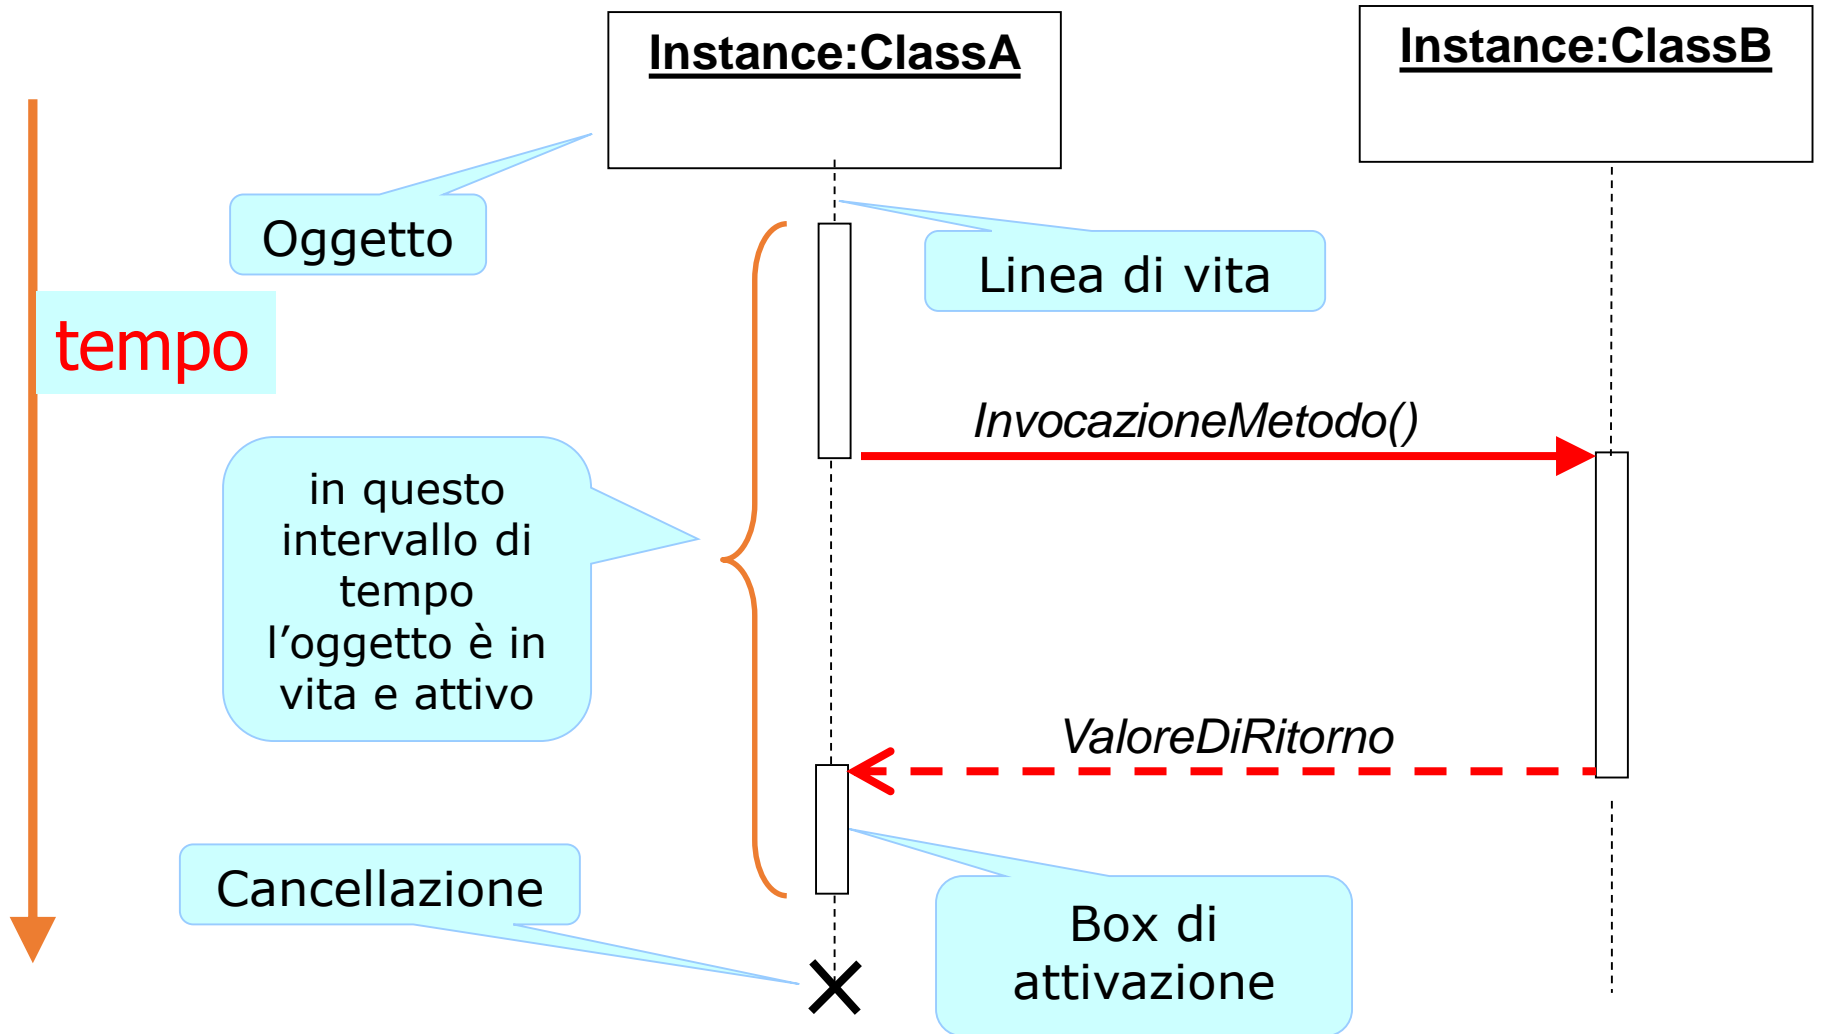 Instance:ClassA
Instance:ClassB
Oggetto
Linea di vita
tempo
InvocazioneMetodo()
in questo
intervallo di
tempo
l’oggetto è in
vita e attivo
ValoreDiRitorno
Cancellazione
Box di
attivazione